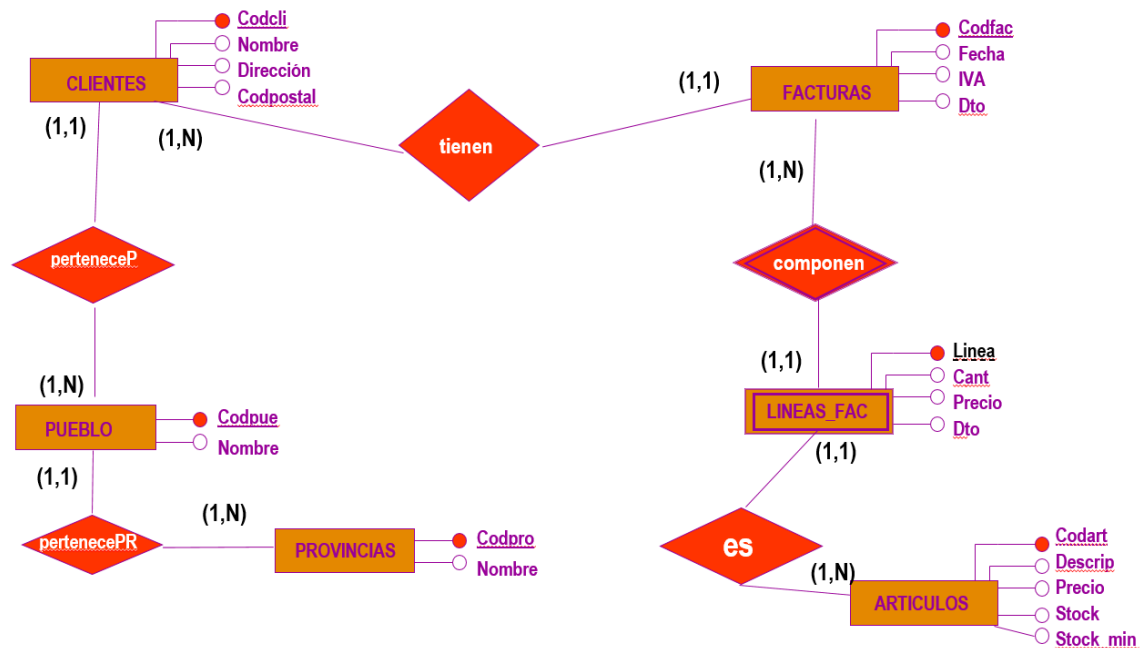 Codcli
Nombre
Dirección
Codpostal
CLIENTES
(1,1)
(1,N)
tienen
(1,1)
Codfac
Fecha
IVA
Dto
FACTURAS
(1,N)
perteneceP
componen
(1,N)
(1,1)
Linea
Cant
Precio
Dto
LINEAS_FAC
PUEBLO
Codpue
Nombre
(1,1)
(1,1)
pertenecePR
(1,N)
PROVINCIAS
Codpro
Nombre
es
(1,N)
ARTICULOS
Codart
Descrip
Precio
Stock
Stock_min